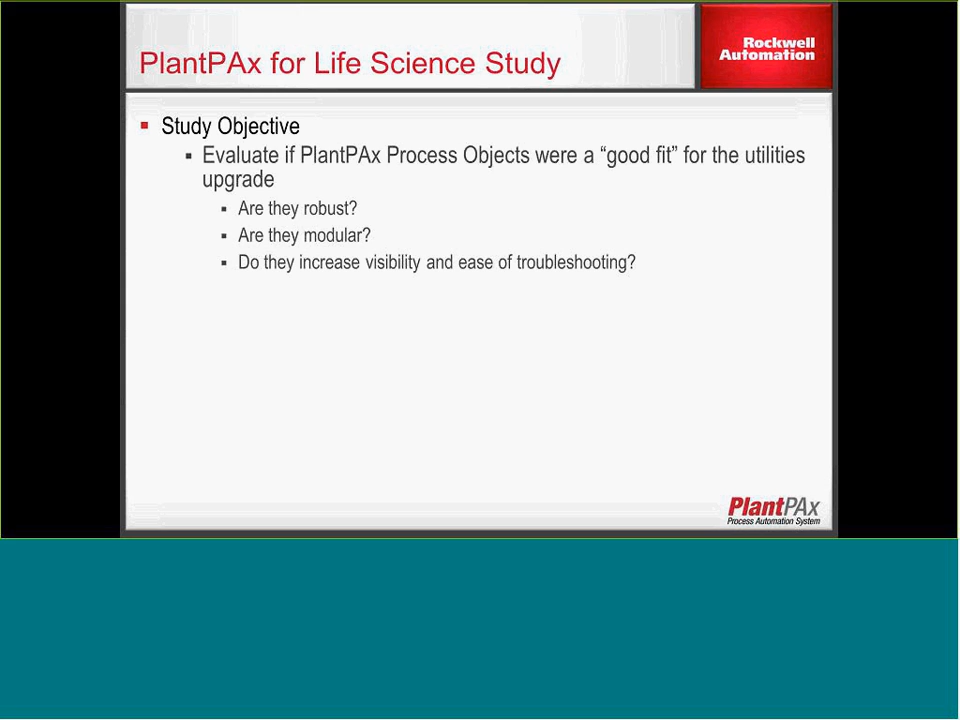 PlantPAx for Life Science Study
Rockwell
Automation
Study Objective
Evaluate if PlantPAx Process Objects were a “good fit” for the utilities
upgrade
Are they robust?
Are they modular?
Do they increase visibility and ease of troubleshooting?
PlantPAx
Process Automation System